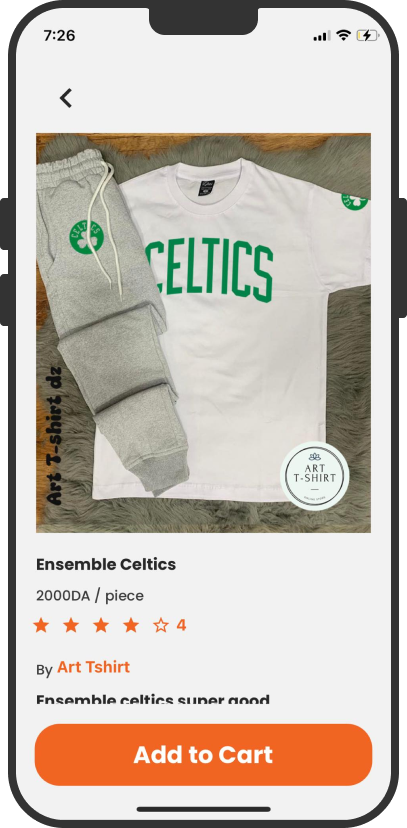 7:26
CELTICS
CELTICS
Art T-shirt dz
ART
T-SHIRT
Ensemble Celtics
2000DA / piece
4
By Art Tshirt
Ensemble celtics super good
Add to Cart